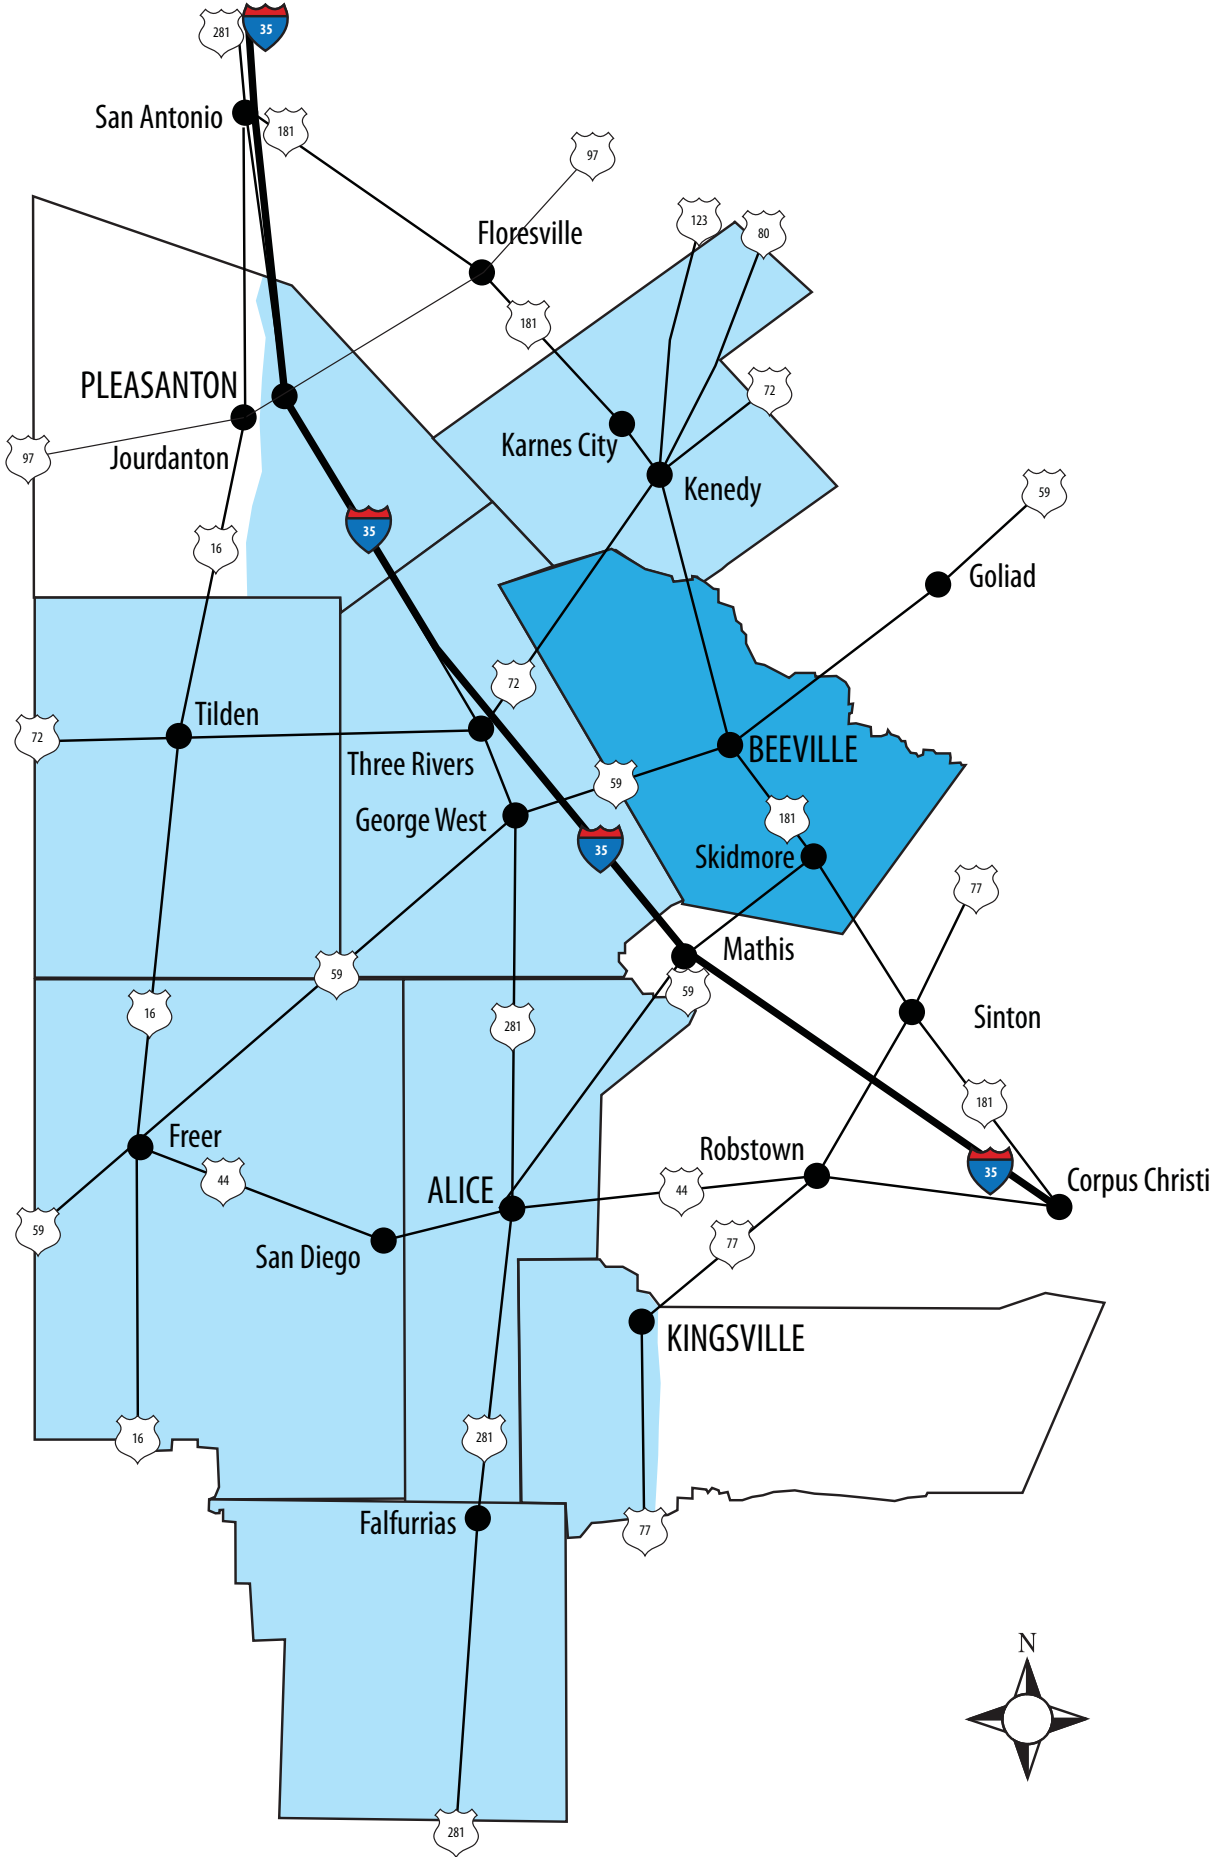 281
35
San Antonio
181
97
123
80
Floresville
181
PLEASANTON
72
Karnes City
97
Jourdanton
Kenedy
59
35
16
Goliad
72
Tilden
72
BEEVILLE
Three Rivers
59
George West
181
35
Skidmore
77
Mathis
59
59
16
281
Sinton
181
Freer
Robstown
44
35
ALICE
44
Corpus Christi
59
San Diego
77
KINGSVILLE
16
281
Falfurrias
77
N
281